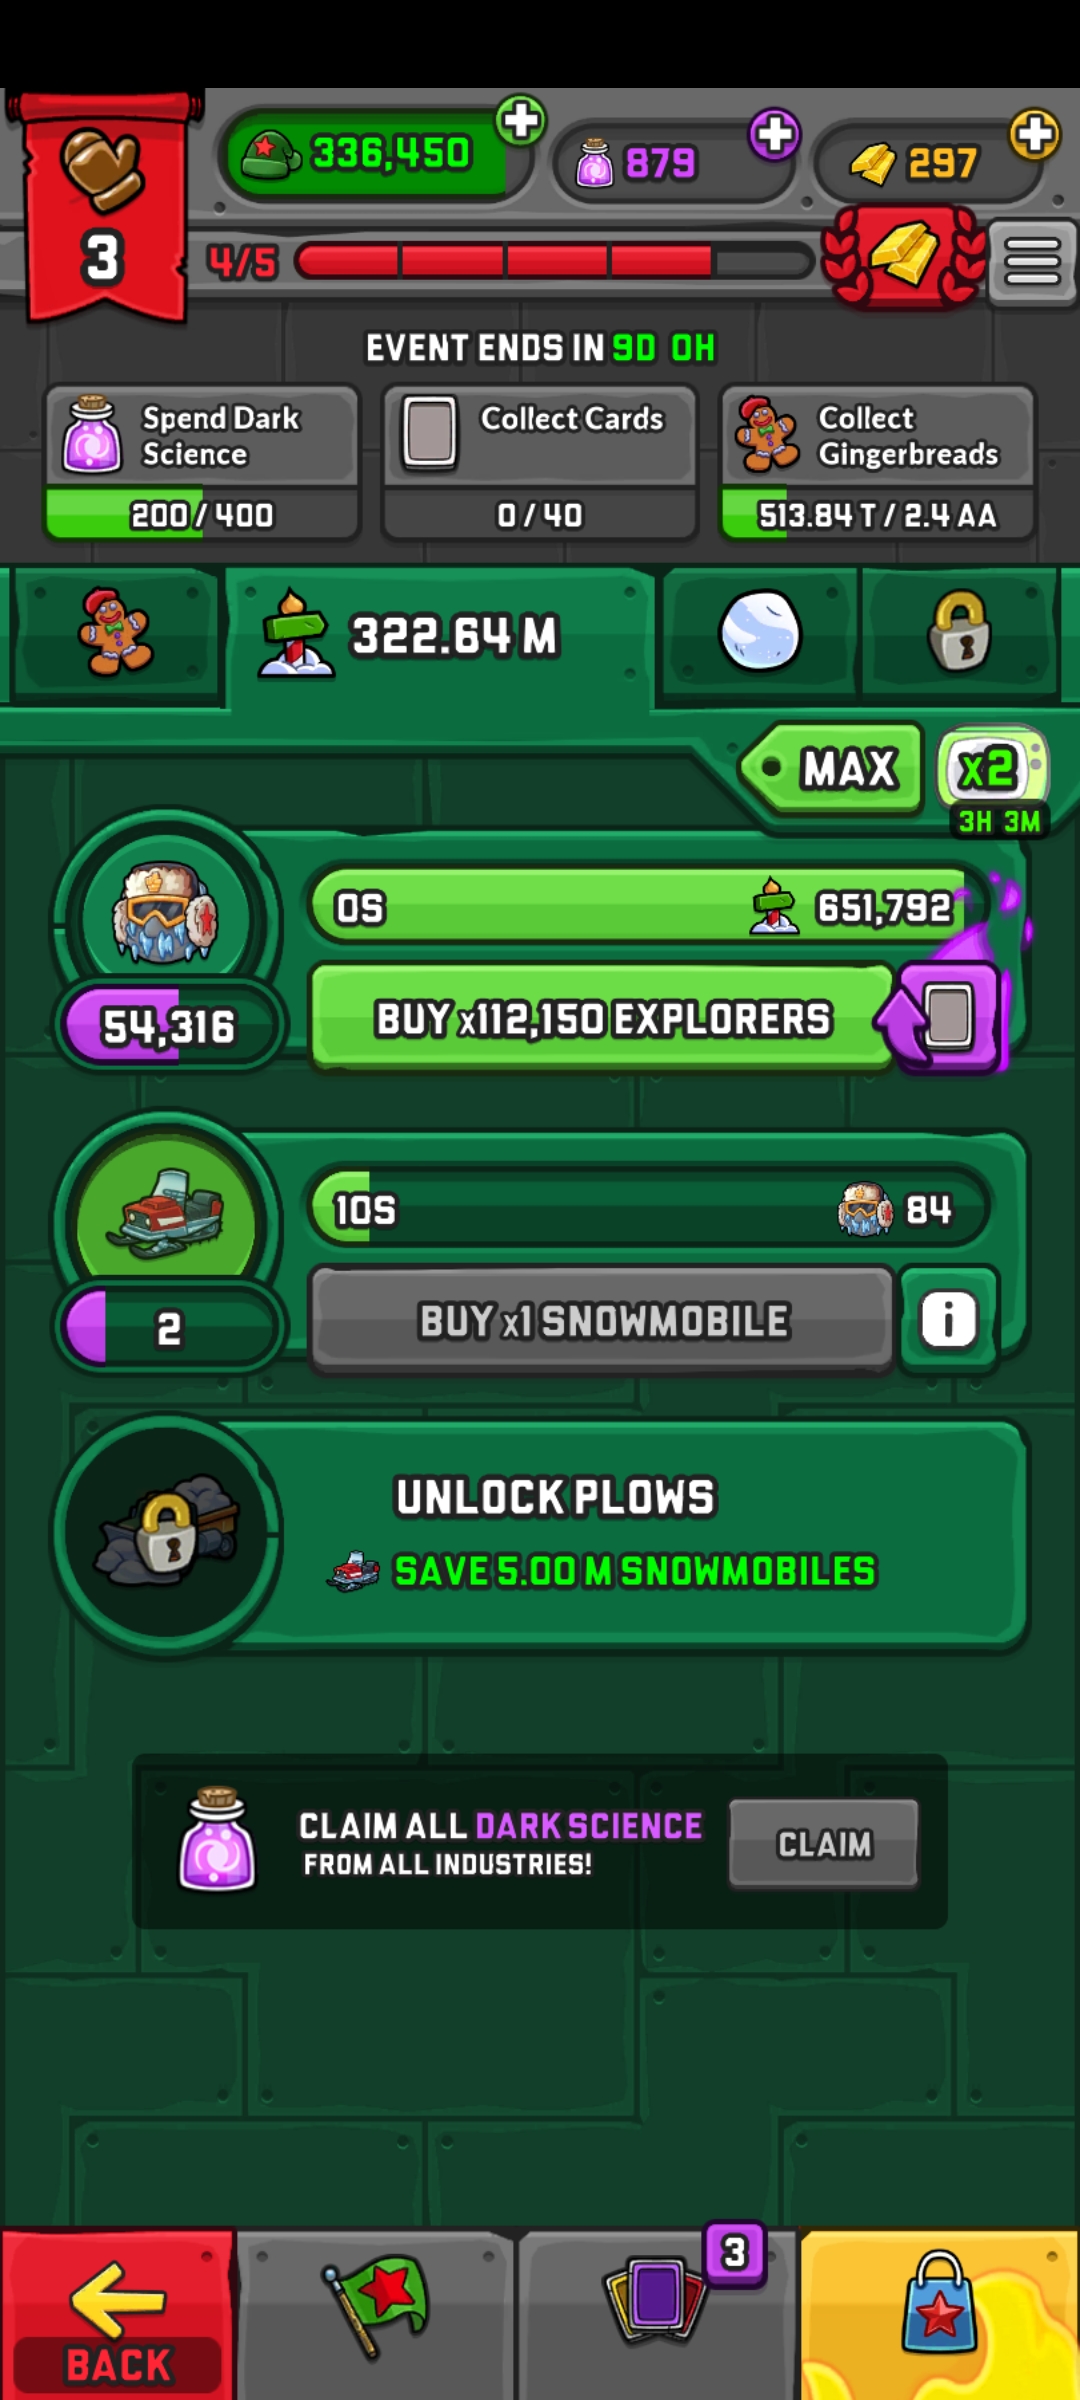 336,450
879
297
3
4/5
EVENT ENDS IN 9D 0H
Spend Dark
Science
200 / 400
Collect Cards
0 / 40
Collect
Gingerbreads
513.84 T / 2.4 AA
322.64 M
MAX
x2
3H 3M
0S
651,792
54,316
BUY x112,150 EXPLORERS
10S
84
2
BUY x1 SNOWMOBILE
i
UNLOCK PLOWS
SAVE 5.00 M SNOWMOBILES
CLAIM ALL DARK SCIENCE
FROM ALL INDUSTRIES!
CLAIM
3
BACK